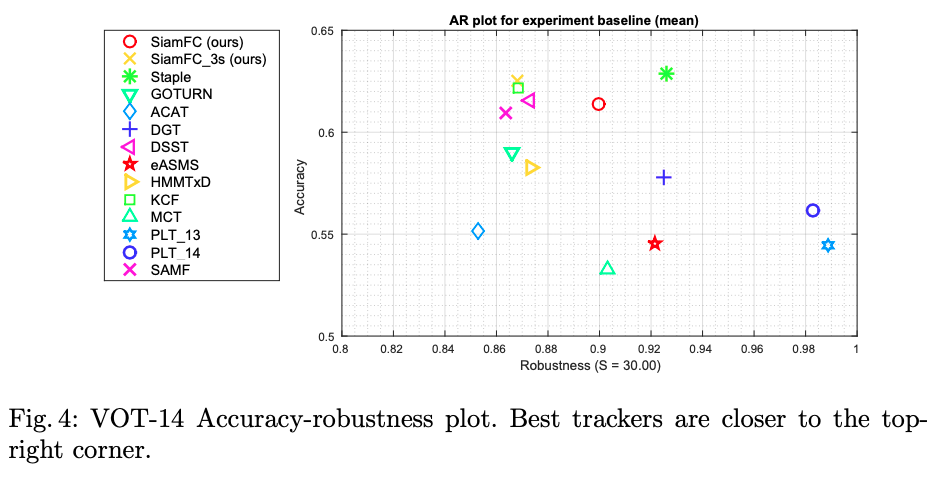 AR plot for experiment baseline (mean)
SiamFC (ours)
SiamFC_3s (ours)
Staple
GOTURN
ACAT
DGT
DSST
eASMS
HMMTxD
KCF
MCT
PLT_13
PLT_14
SAMF
Accuracy
0.65
0.6
0.55
0.5
0.8 0.82 0.84 0.86 0.88 0.9 0.92 0.94 0.96 0.98 1
Robustness (S = 30.00)
Fig. 4: VOT-14 Accuracy-robustness plot. Best trackers are closer to the top-
right corner.